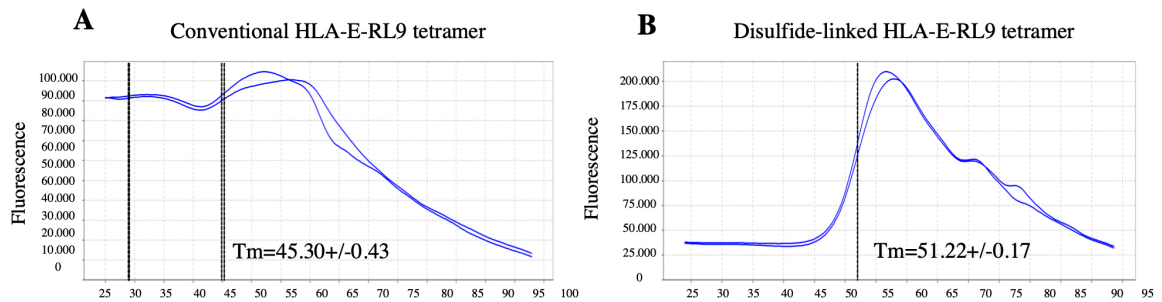 A
Conventional HLA-E-RL9 tetramer
Fluorescence
100.000
90.000
80.000
70.000
60.000
50.000
40.000
30.000
20.000
10.000
0
Tm=45.30+/-0.43
25 30 35 40 45 50 55 60 65 70 75 80 85 90 95 100
B
Disulfide-linked HLA-E-RL9 tetramer
Fluorescence
200.000
175.000
150.000
125.000
100.000
75.000
50.000
25.000
0
Tm=51.22+/-0.17
25 30 35 40 45 50 55 60 65 70 75 80 85 90 95